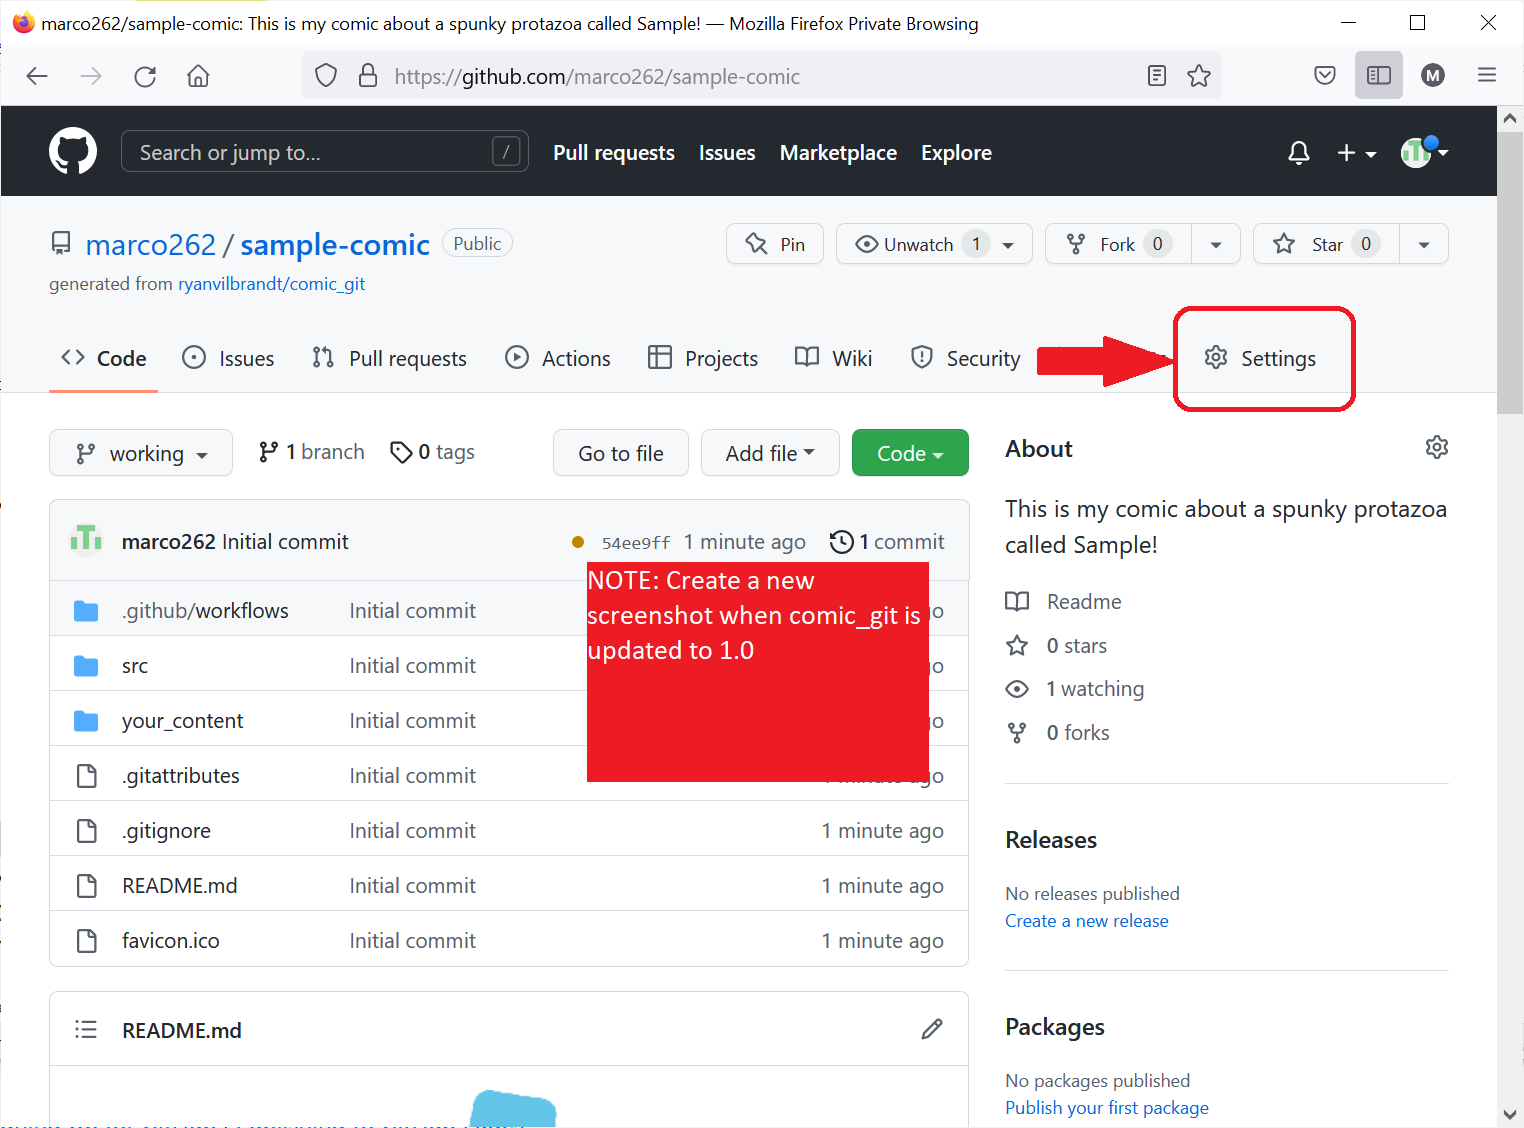 marco262/sample-comic: This is my comic about a spunky protazoa called Sample! — Mozilla Firefox Private Browsing
https://github.com/marco262/sample-comic
M
Search or jump to... /
Pull requests Issues Marketplace Explore
marco262 / sample-comic Public
Pin Unwatch 1 Fork 0 Star 0
generated from ryanvilbrandt/comic_git
Code Issues Pull requests Actions Projects Wiki Security Settings
working 1 branch 0 tags Go to file Add file Code
marco262 Initial commit 54ee9ff 1 minute ago 1 commit
.github/workflows Initial commit
src Initial commit
your_content Initial commit
.gitattributes Initial commit
.gitignore Initial commit 1 minute ago
README.md Initial commit 1 minute ago
favicon.ico Initial commit 1 minute ago
NOTE: Create a new
screenshot when comic_git is
updated to 1.0
README.md
About
This is my comic about a spunky protazoa
called Sample!
Readme
0 stars
1 watching
0 forks
Releases
No releases published
Create a new release
Packages
No packages published
Publish your first package